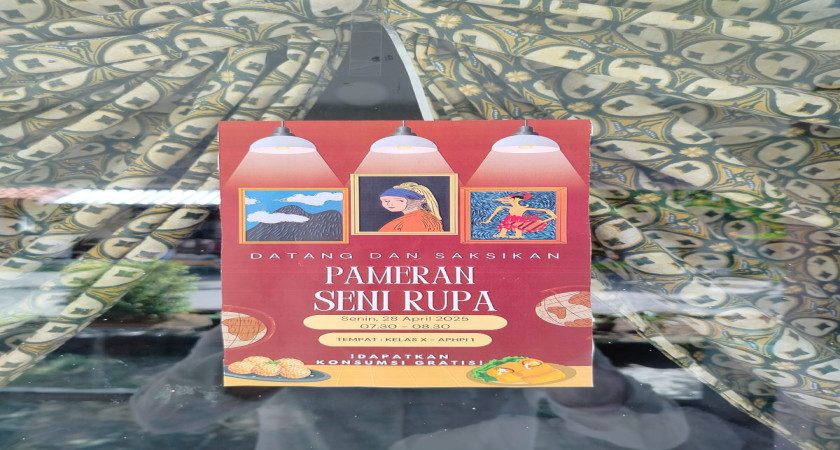 DATANG DAN SAKSIKAN
PAMERAN
SENI RUPA
Senin, 28 April 2025
07.30 - 08.30
TEMPAT : KELAS X - APHPI 1
!DAPATKAN
KONSUMSI GRATIS!